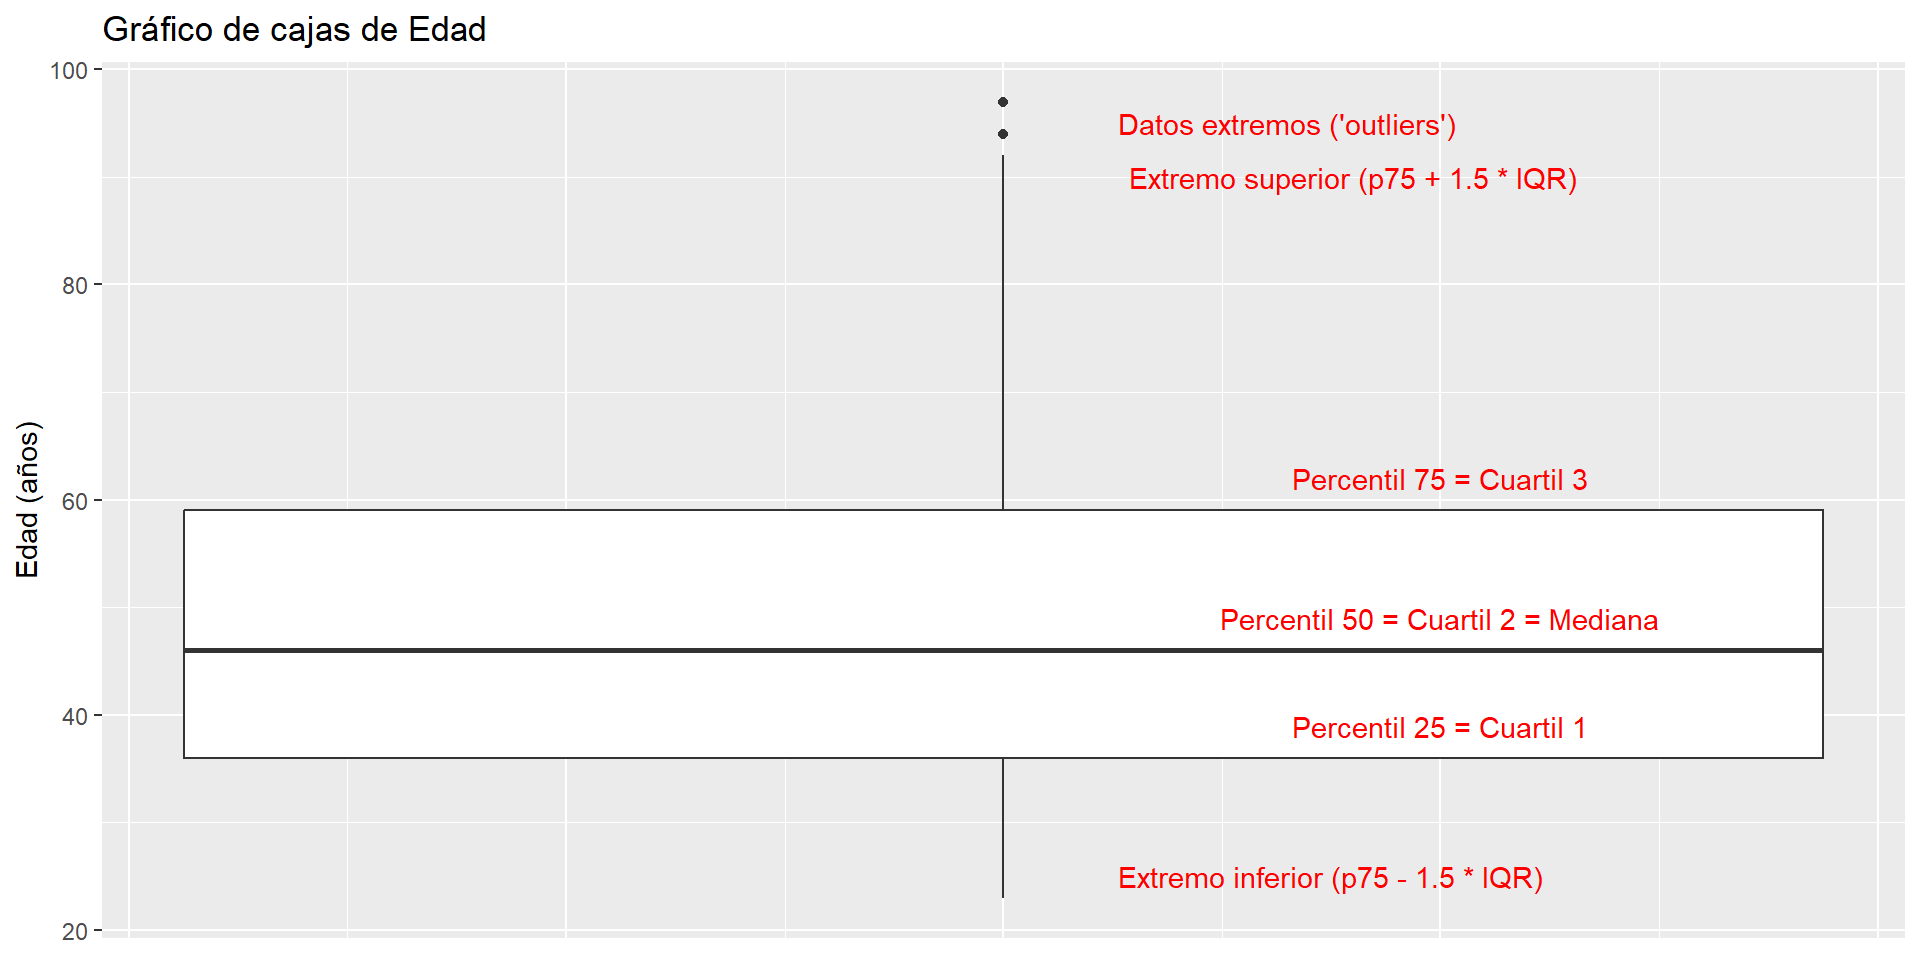 Gráfico de cajas de Edad
100
Datos extremos ('outliers')
Extremo superior (p75 + 1.5 * IQR)
80
Edad (años)
Percentil 75 = Cuartil 3
60
Percentil 50 = Cuartil 2 = Mediana
40
Percentil 25 = Cuartil 1
Extremo inferior (p75 - 1.5 * IQR)
20